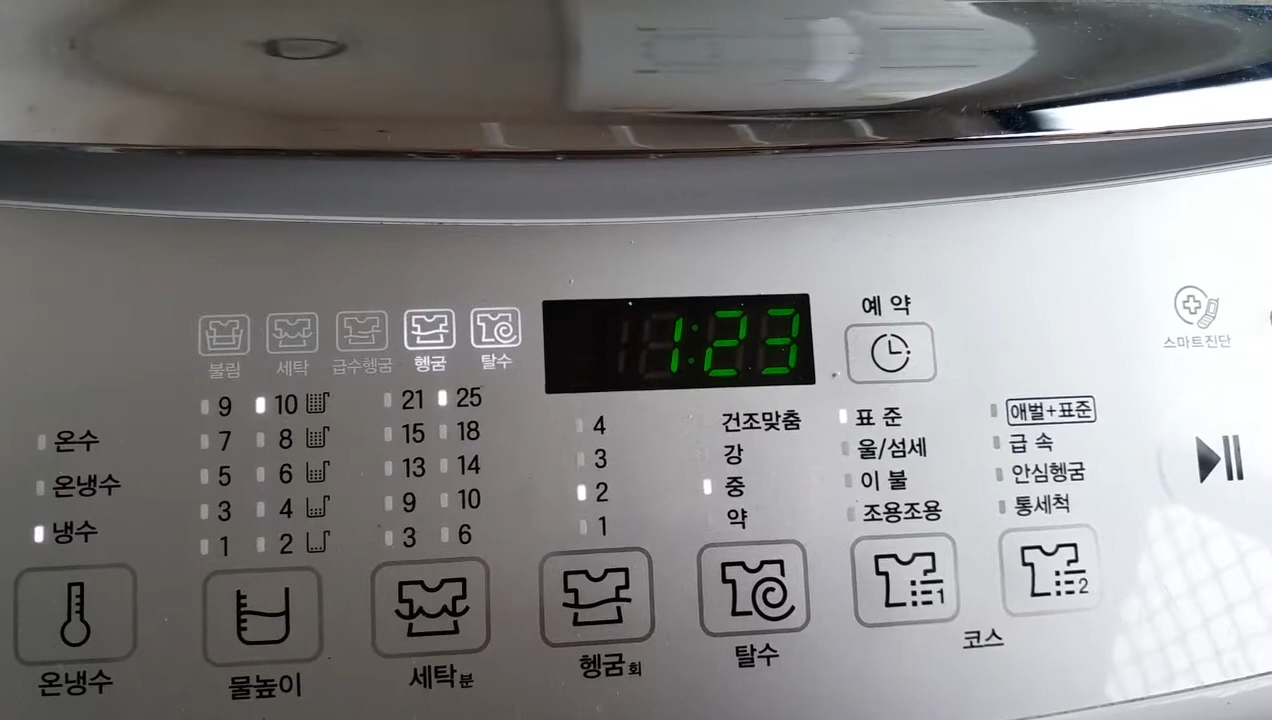 1:23
예 약
스마트진단
불림 세탁 급수헹굼 헹굼 탈수
9 10 21 25
7 8 15 18
5 6 13 14
3 4 9 10
1 2 3 6
온수
온냉수
냉수
4
3
2
1
건조맞춤
강
중
약
표 준
울/섬세
이 불
조용조용
애벌+표준
급 속
안심헹굼
통세척
1
2
온냉수
물높이
세탁분
헹굼회
탈수
코스